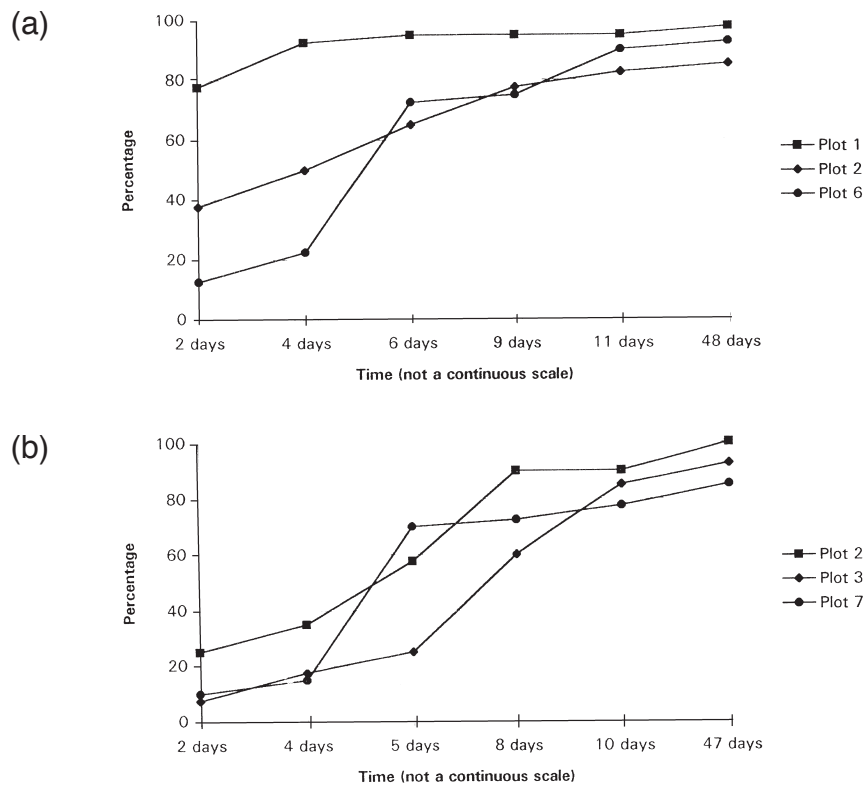 (a)
100
80
60
40
20
0
Percentage
2 days 4 days 6 days 9 days 11 days 48 days
Time (not a continuous scale)
Plot 1
Plot 2
Plot 6
(b)
100
80
60
40
20
0
Percentage
2 days 4 days 5 days 8 days 10 days 47 days
Time (not a continuous scale)
Plot 2
Plot 3
Plot 7